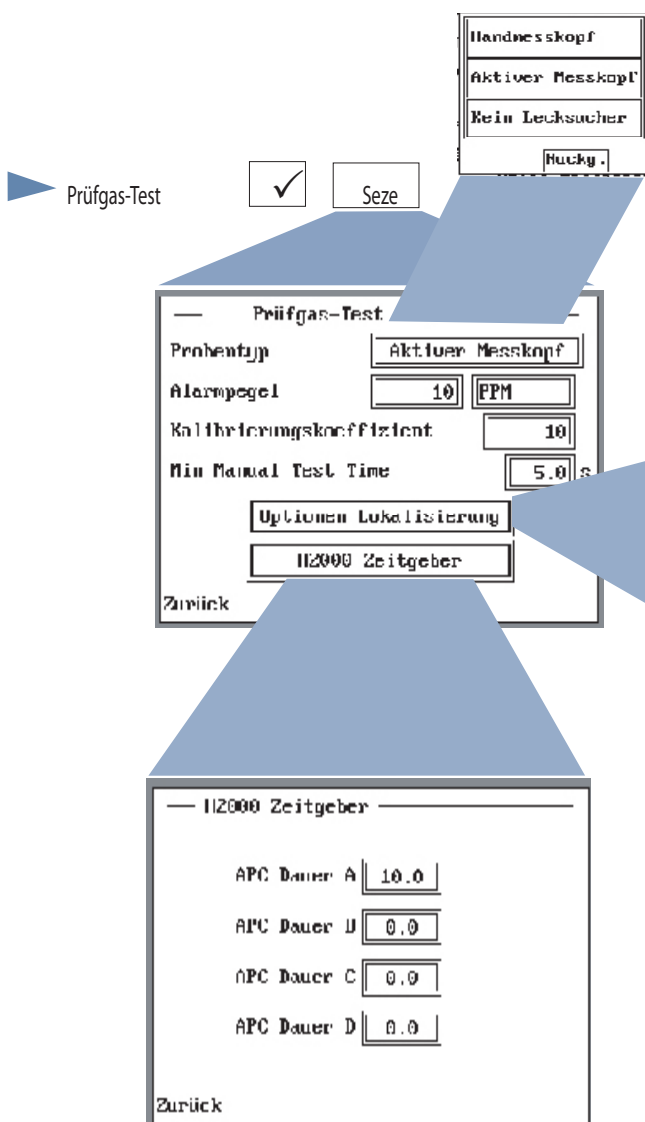 Handmesskopf
Aktiver Messkopf
Kein Lecksucher
Prüfgas-Test ✓ Seze
Prüfgas-Test
Probentyp Aktiver Messkopf
Alarmpegel 10 PPM
Kalibrierungskoeffizient 10
Min Manual Test Time 5.0 s
Optionen Lokalisierung
H2000 Zeitgeber
Zurück
H2000 Zeitgeber
APC Dauer A 10.0
APC Dauer B 0.0
APC Dauer C 0.0
APC Dauer D 0.0
Zurück